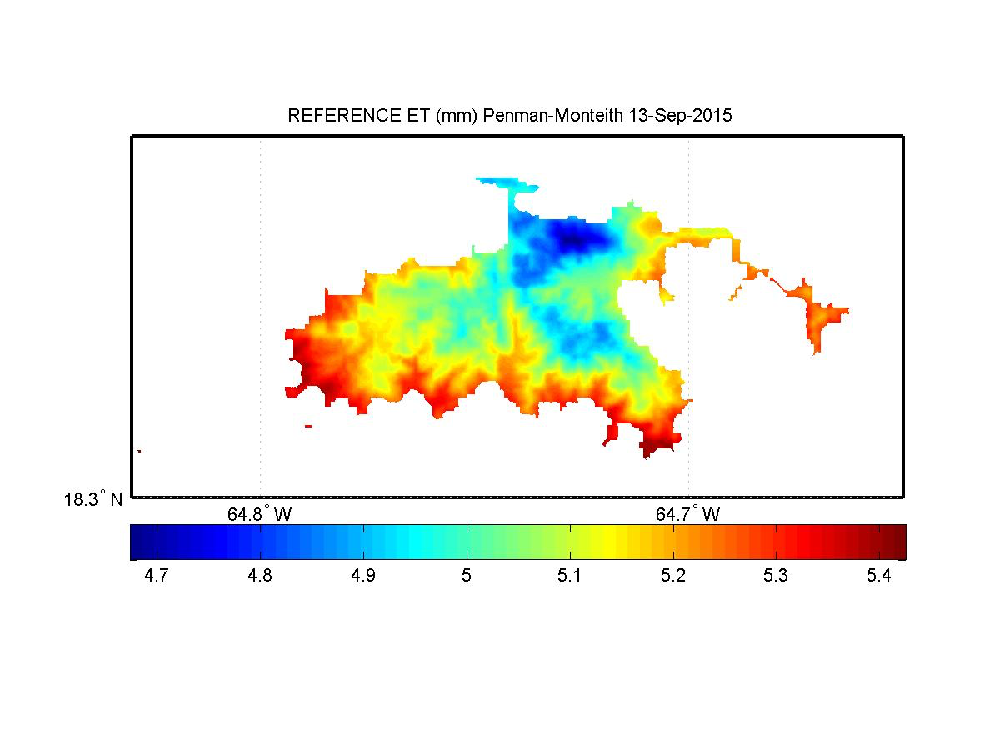 REFERENCE ET (mm) Penman-Monteith 13-Sep-2015
18.3° N
64.8° W 64.7° W
4.7 4.8 4.9 5 5.1 5.2 5.3 5.4